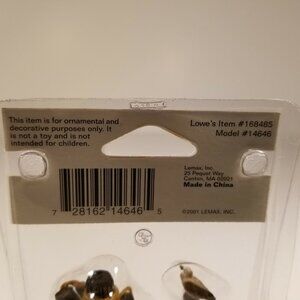 This item is for ornamental and
decorative purposes only. It
is not a toy and is not
intended for children.
Lowe's Item #168485
Model #14646
Lemax, Inc.
25 Pequot Way
Canton, MA 02021
Made in China
7 28162 14646 5
©2001 LEMAX, INC.